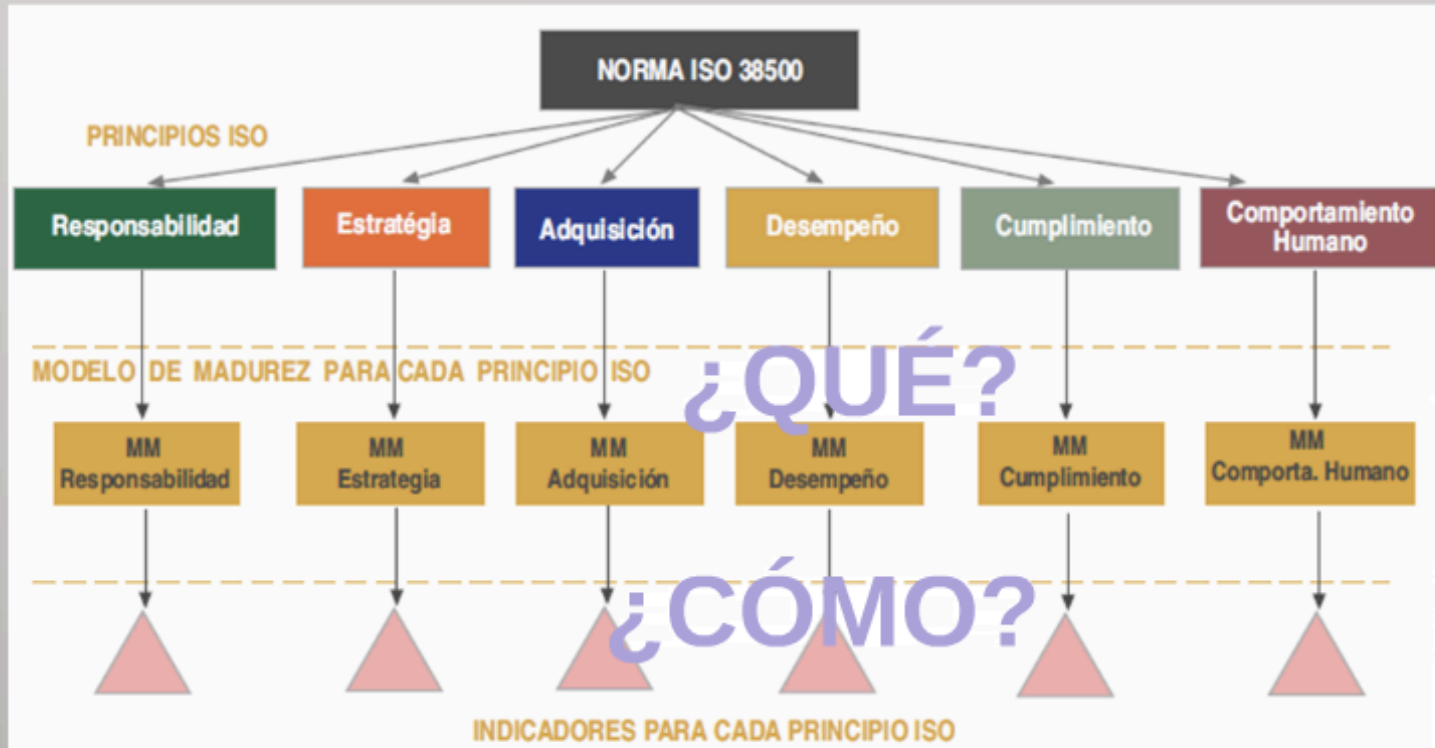 NORMA ISO 38500
PRINCIPIOS ISO
Responsabilidad
Estratégia
Adquisición
Desempeño
Cumplimiento
Comportamiento
Humano
¿QUÉ?
MODELO DE MADUREZ PARA CADA PRINCIPIO ISO
MM
Responsabilidad
MM
Estrategia
MM
Adquisición
MM
Desempeño
MM
Cumplimiento
MM
Comporta. Humano
¿CÓMO?
INDICADORES PARA CADA PRINCIPIO ISO